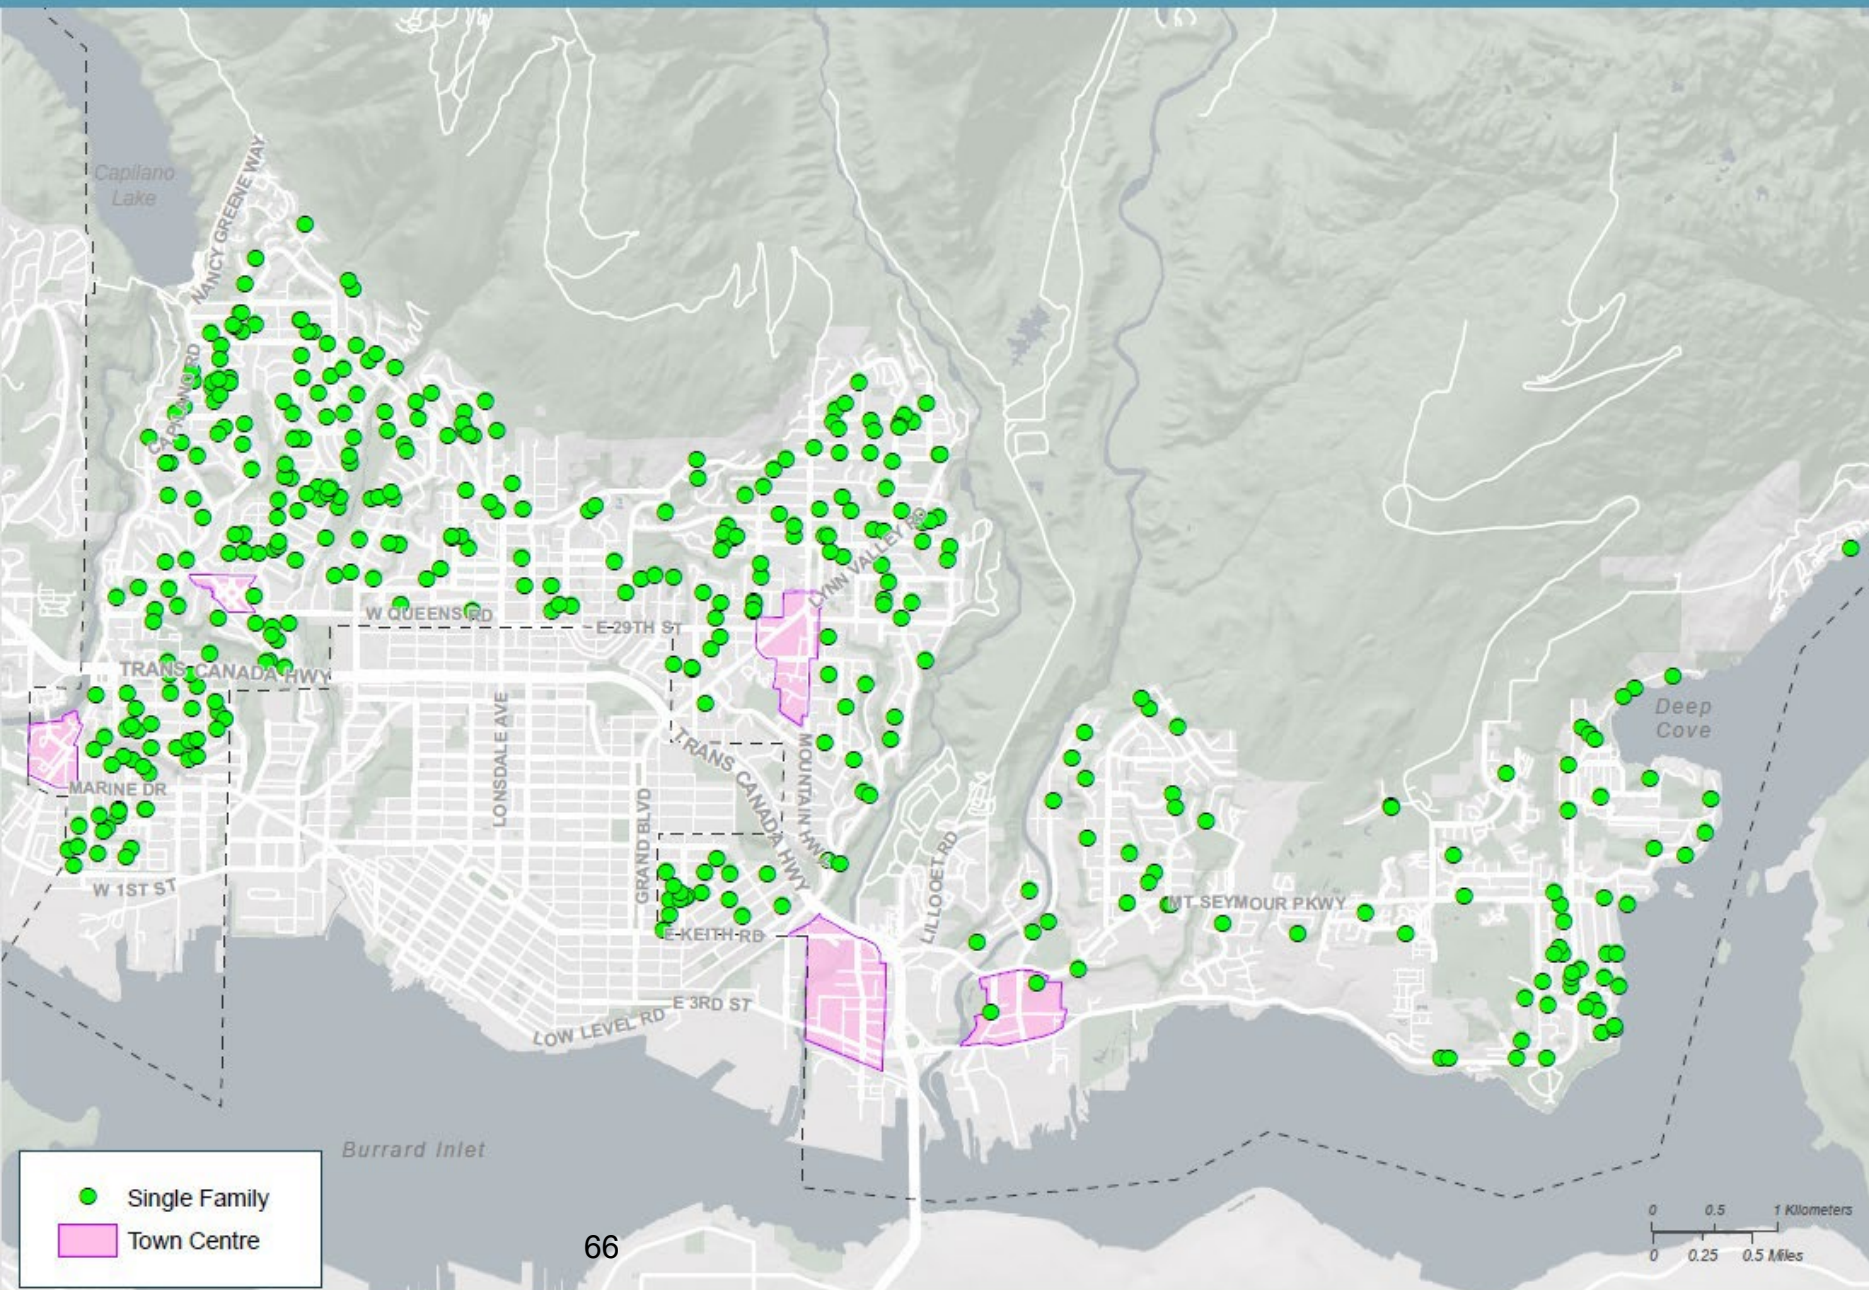 Capilano
Lake
NANCY GREENE WAY
CAPILANO RD
LYNN VALLEY RD
W QUEENS RD
E 29TH ST
TRANS CANADA HWY
Deep
Cove
LONSDALE AVE
TRANS CANADA HWY
MOUNTAIN HWY
MARINE DR
GRAND BLVD
LILLOOET RD
W 1ST ST
MT SEYMOUR PKWY
E KEITH RD
E 3RD ST
LOW LEVEL RD
Burrard Inlet
Single Family
Town Centre
66
0 0.5 1 Kilometers
0 0.25 0.5 Miles